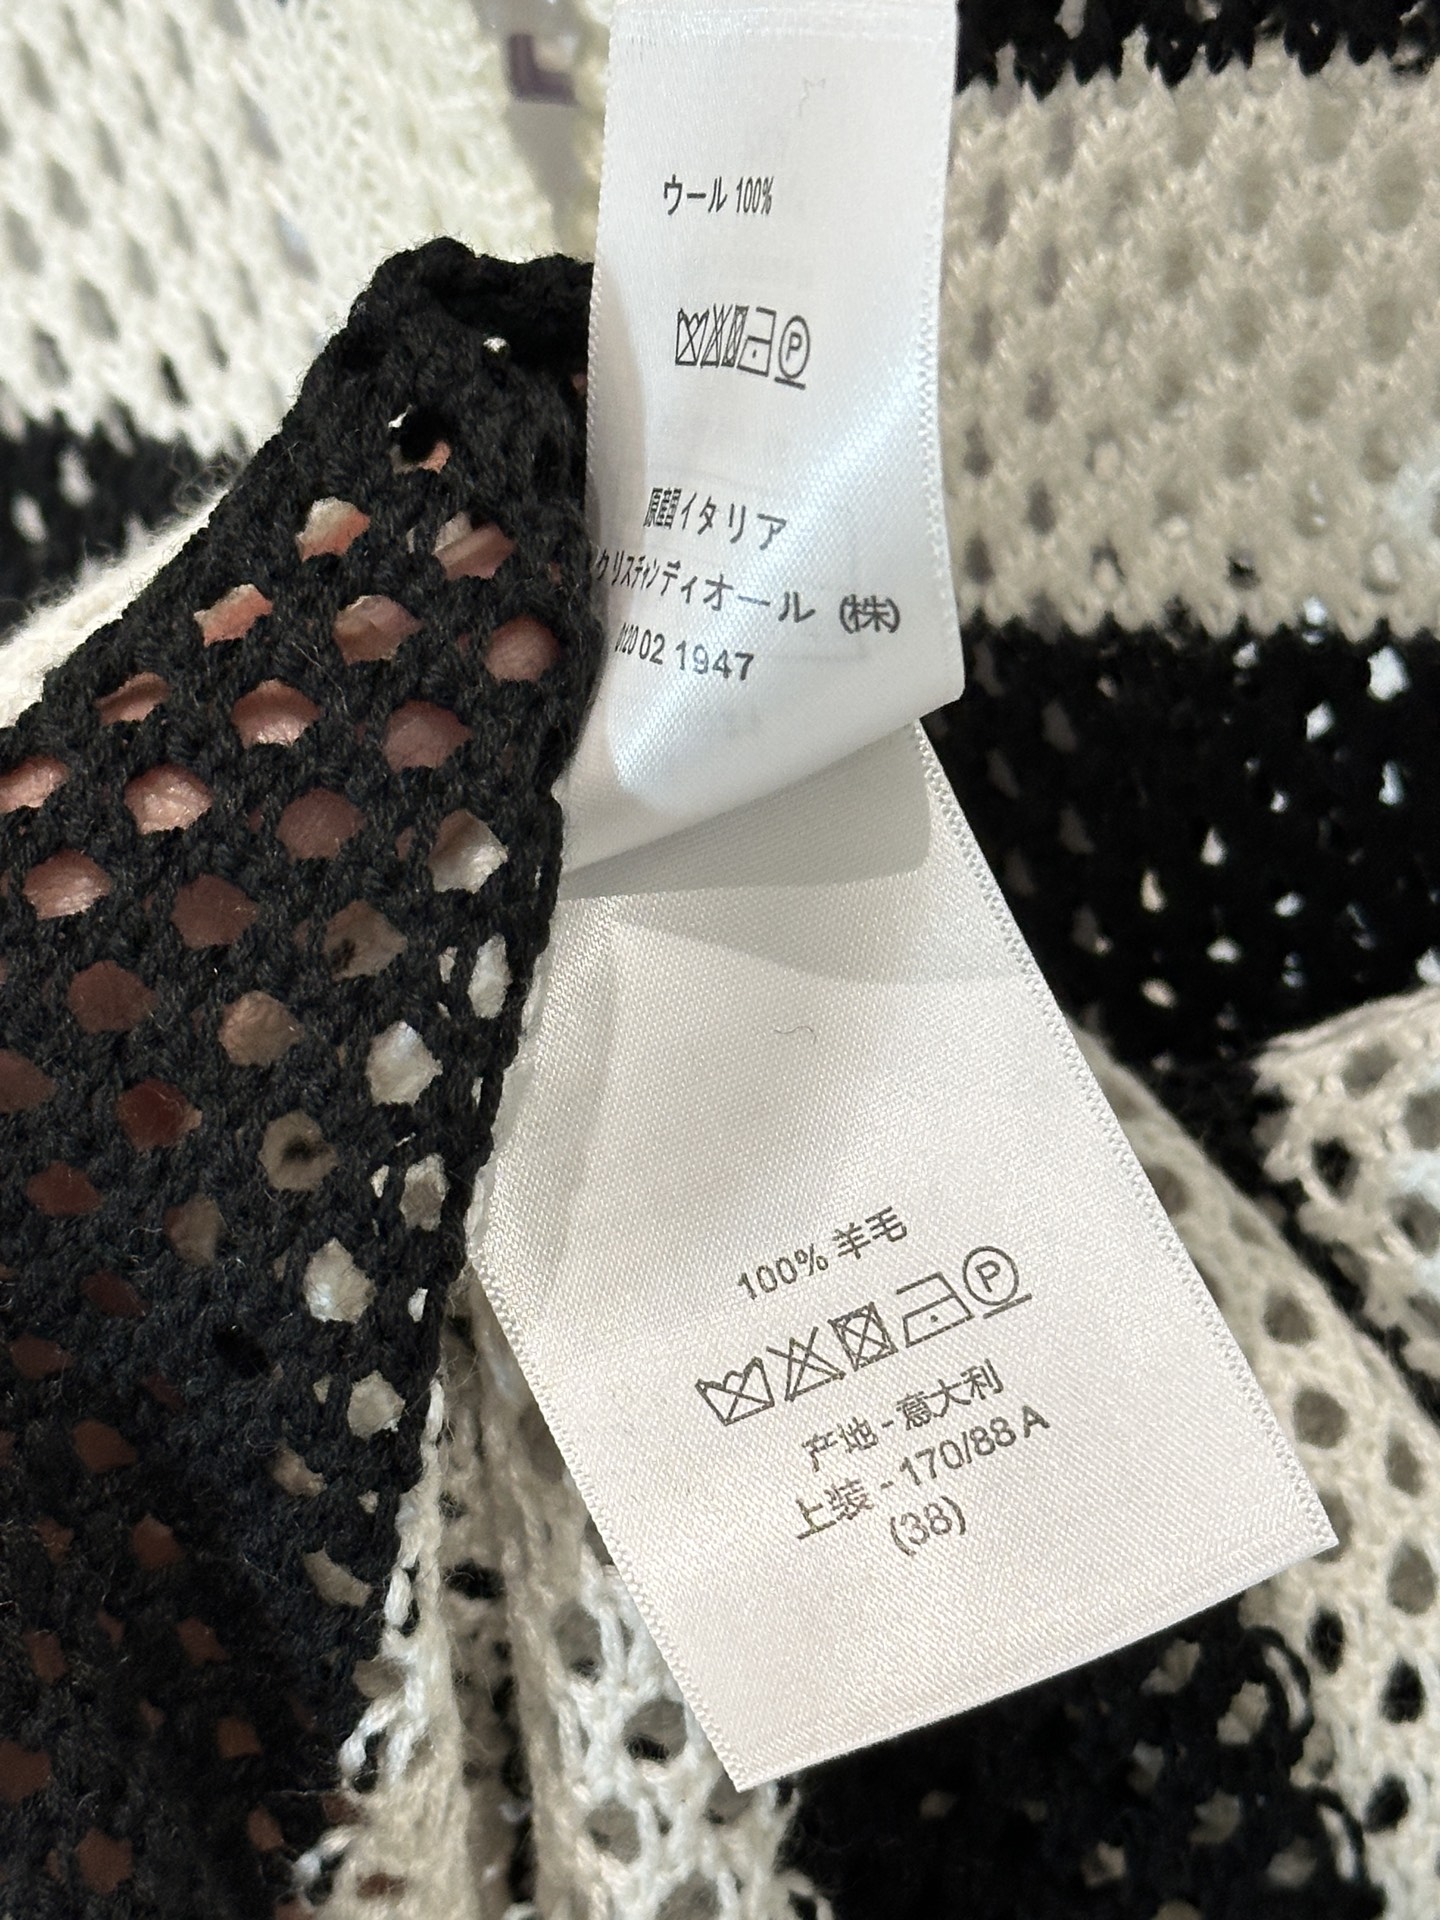 ウール 100%
P
原産国イタリア
クリスチャンディオール (株)
0120 02 1947
100% 羊毛
P
产地 - 意大利
上装 - 170/88 A
(38)